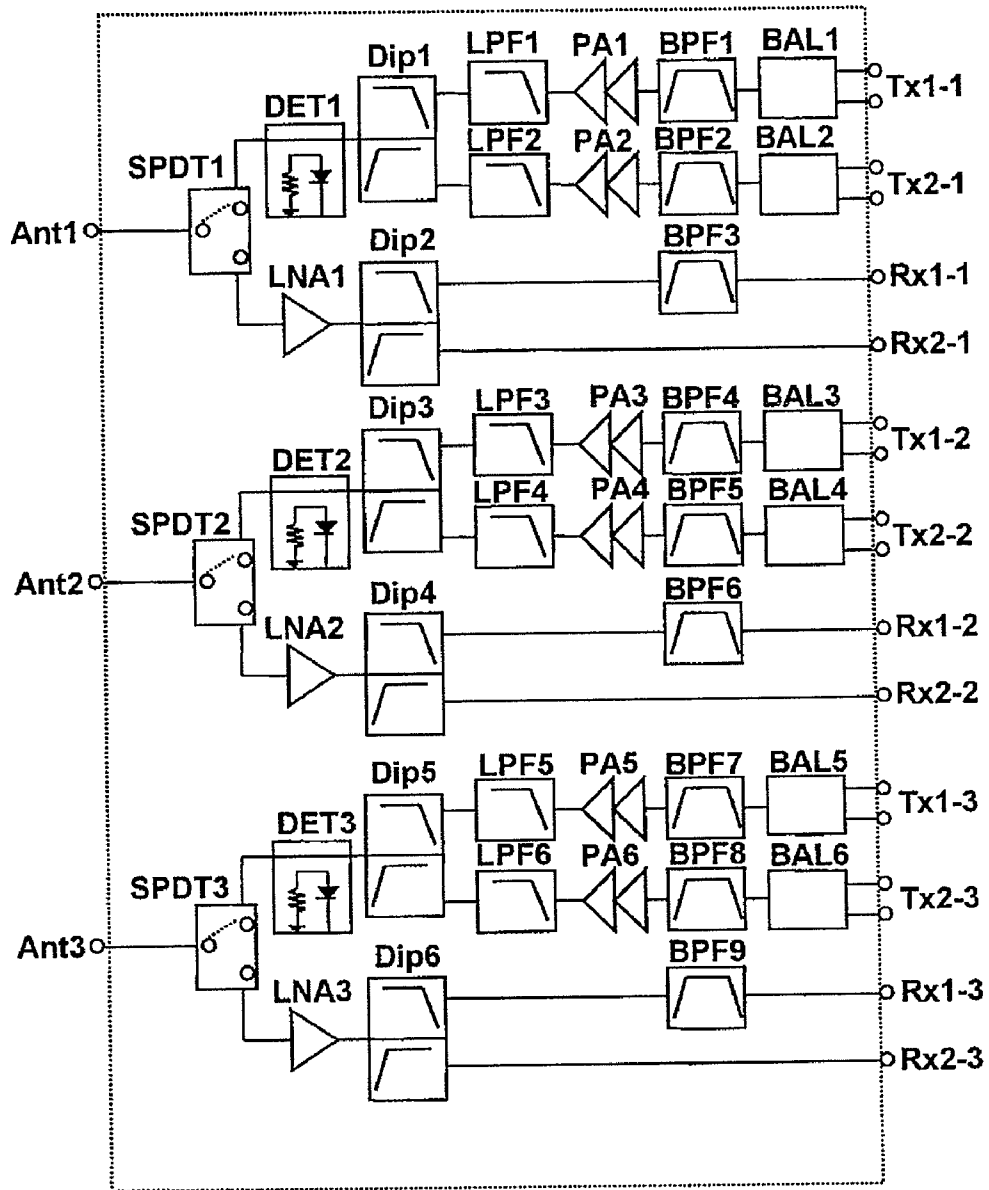 Dip1 LPF1 PA1 BPF1 BAL1
Tx1-1
DET1
LPF2 PA2 BPF2 BAL2
Tx2-1
SPDT1
Ant1
Dip2 BPF3
Rx1-1
LNA1
Rx2-1
Dip3 LPF3 PA3 BPF4 BAL3
Tx1-2
DET2
LPF4 PA4 BPF5 BAL4
Tx2-2
SPDT2
Ant2
Dip4 BPF6
Rx1-2
LNA2
Rx2-2
Dip5 LPF5 PA5 BPF7 BAL5
Tx1-3
DET3
LPF6 PA6 BPF8 BAL6
Tx2-3
SPDT3
Ant3
Dip6 BPF9
Rx1-3
LNA3
Rx2-3